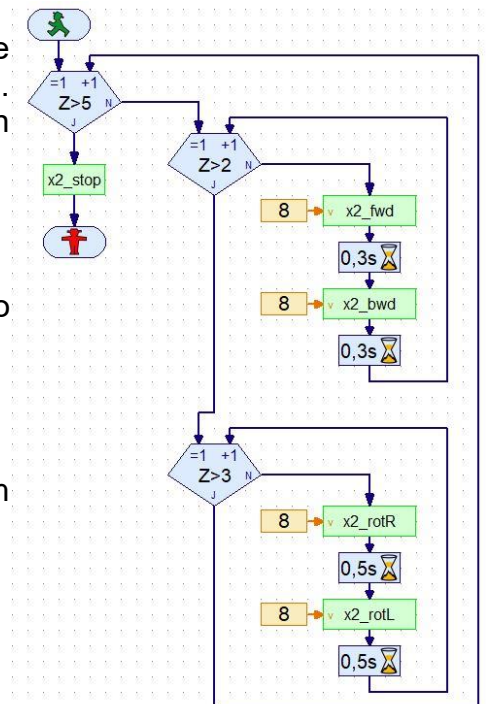 e
=1 +1
.
Z>5 N
n
J
=1 +1
Z>2 N
J
x2_stop
8 v x2_fwd
0,3s
8 v x2_bwd
o
0,3s
=1 +1
Z>3 N
J
n
8 v x2_rotR
0,5s
8 v x2_rotL
0,5s